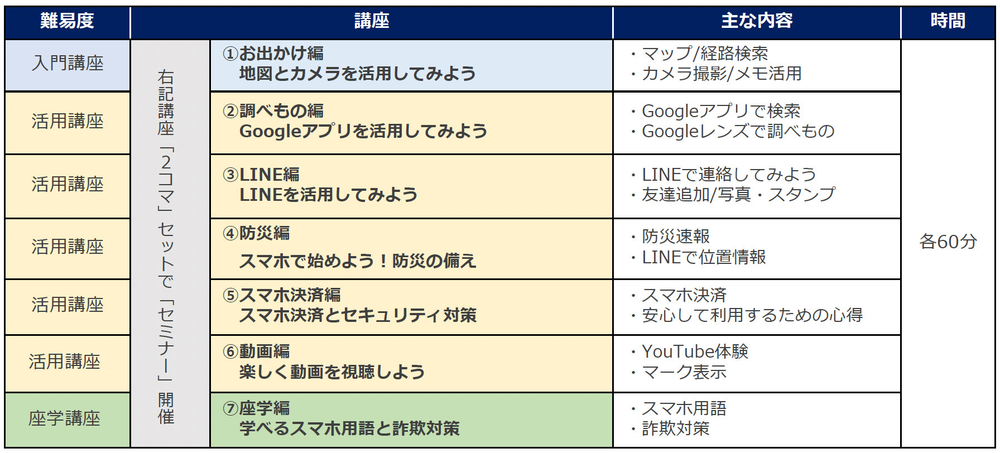 難易度
講座
主な内容
時間
入門講座
右記講座「2コマ」セットで「セミナー」開催
①お出かけ編
地図とカメラを活用してみよう
・マップ/経路検索
・カメラ撮影/メモ活用
各60分
活用講座
②調べもの編
Googleアプリを活用してみよう
・Googleアプリで検索
・Googleレンズで調べもの
活用講座
③LINE編
LINEを活用してみよう
・LINEで連絡してみよう
・友達追加/写真・スタンプ
活用講座
④防災編
スマホで始めよう！防災の備え
・防災速報
・LINEで位置情報
活用講座
⑤スマホ決済編
スマホ決済とセキュリティ対策
・スマホ決済
・安心して利用するための心得
活用講座
⑥動画編
楽しく動画を視聴しよう
・YouTube体験
・マーク表示
座学講座
⑦座学編
学べるスマホ用語と詐欺対策
・スマホ用語
・詐欺対策